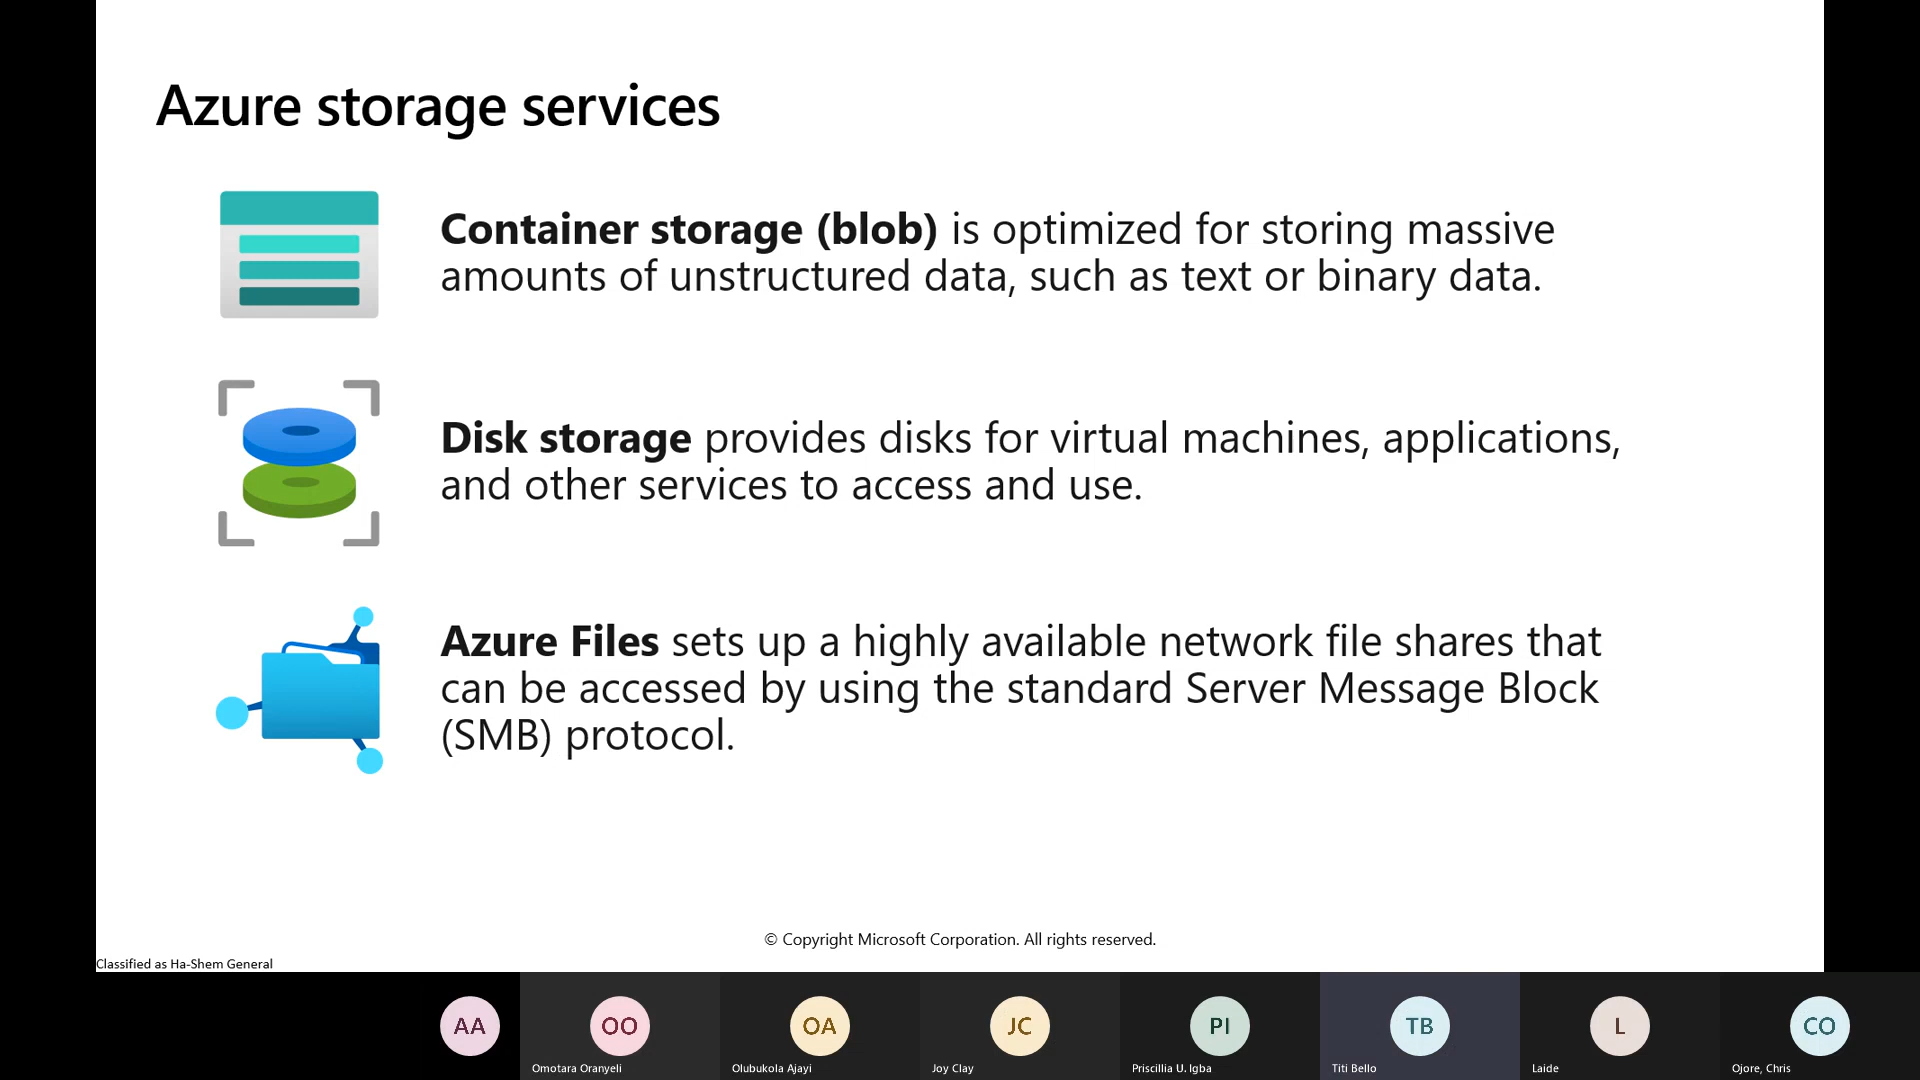 Azure storage services
Container storage (blob) is optimized for storing massive
amounts of unstructured data, such as text or binary data.
Disk storage provides disks for virtual machines, applications,
and other services to access and use.
Azure Files sets up a highly available network file shares that
can be accessed by using the standard Server Message Block
(SMB) protocol.
© Copyright Microsoft Corporation. All rights reserved.
Classified as Ha-Shem General
AA
OO
OA
JC
PI
TB
L
CO
Omotara Oranyeli
Olubukola Ajayi
Joy Clay
Priscillia U. Igba
Titi Bello
Laide
Ojore, Chris